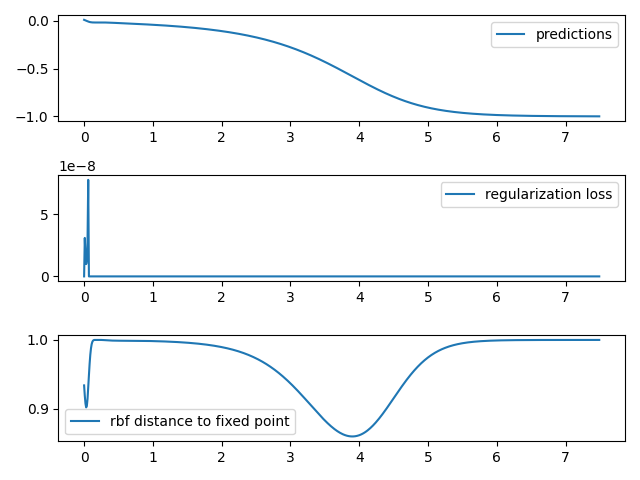 0.0
−0.5
−1.0
predictions
0 1 2 3 4 5 6 7
1e−8
5
0
regularization loss
0 1 2 3 4 5 6 7
1.0
0.9
rbf distance to fixed point
0 1 2 3 4 5 6 7